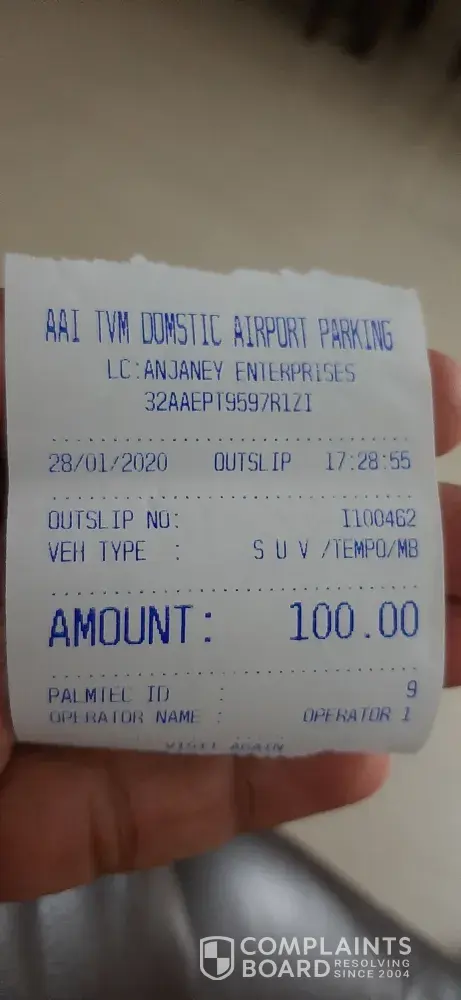 AAI TVM DOMSTIC AIRPORT PARKING
LC:ANJANEY ENTERPRISES
32AAEPT9597R1ZI
28/01/2020 OUTSLIP 17:28:55
OUTSLIP NO: I100462
VEH TYPE : S U V /TEMPO/MB
AMOUNT: 100.00
PALMTEC ID : 9
OPERATOR NAME : OPERATOR 1
VISIT AGAIN
COMPLAINTS
BOARD RESOLVING
SINCE 2004